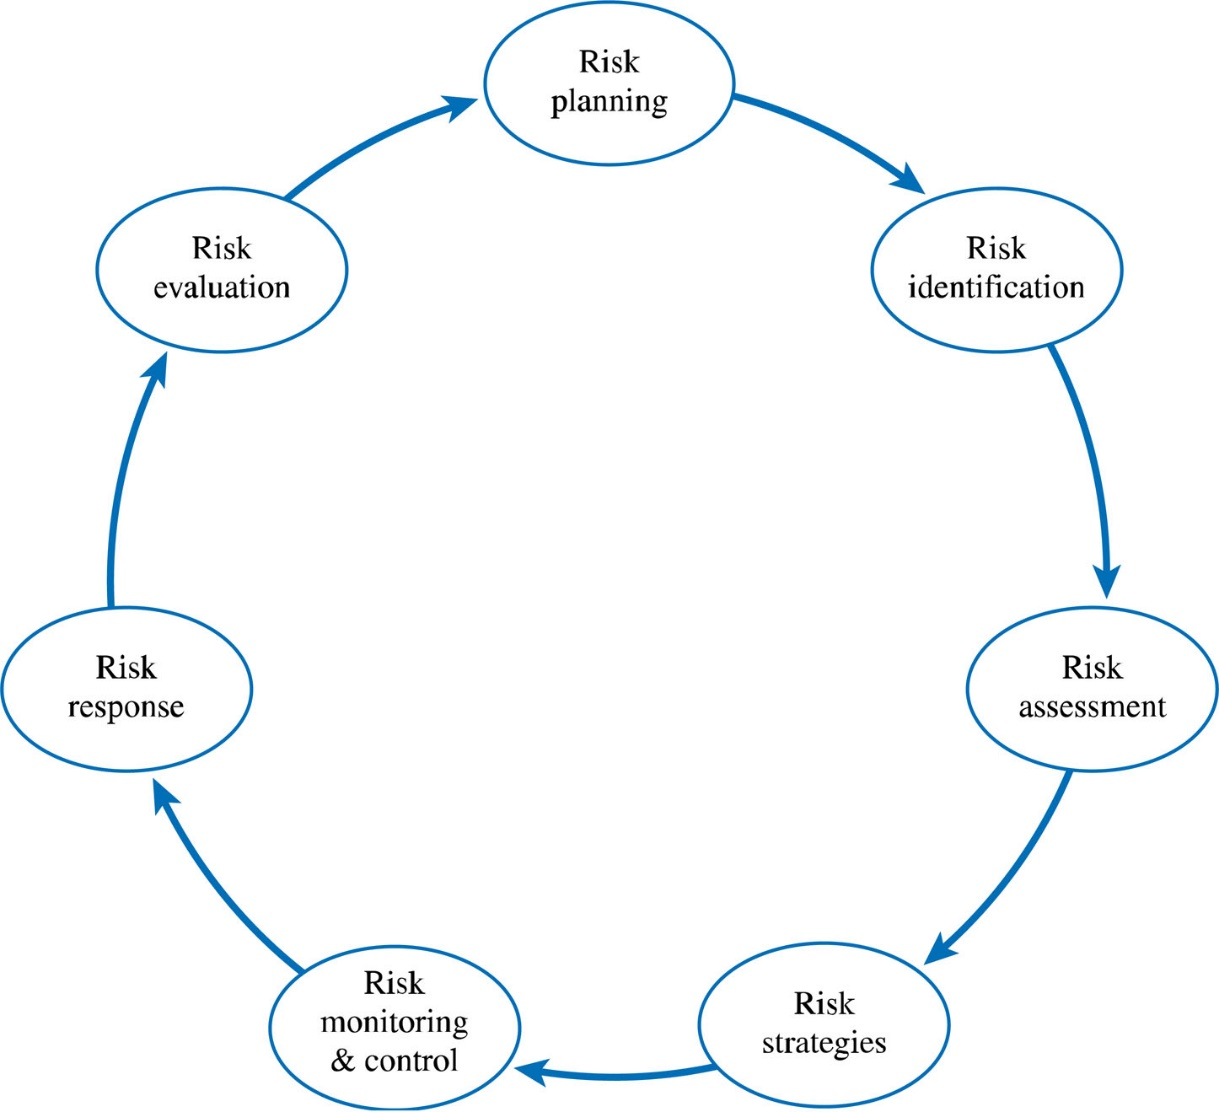 Risk
planning
Risk
identification
Risk
assessment
Risk
strategies
Risk
monitoring
& control
Risk
response
Risk
evaluation